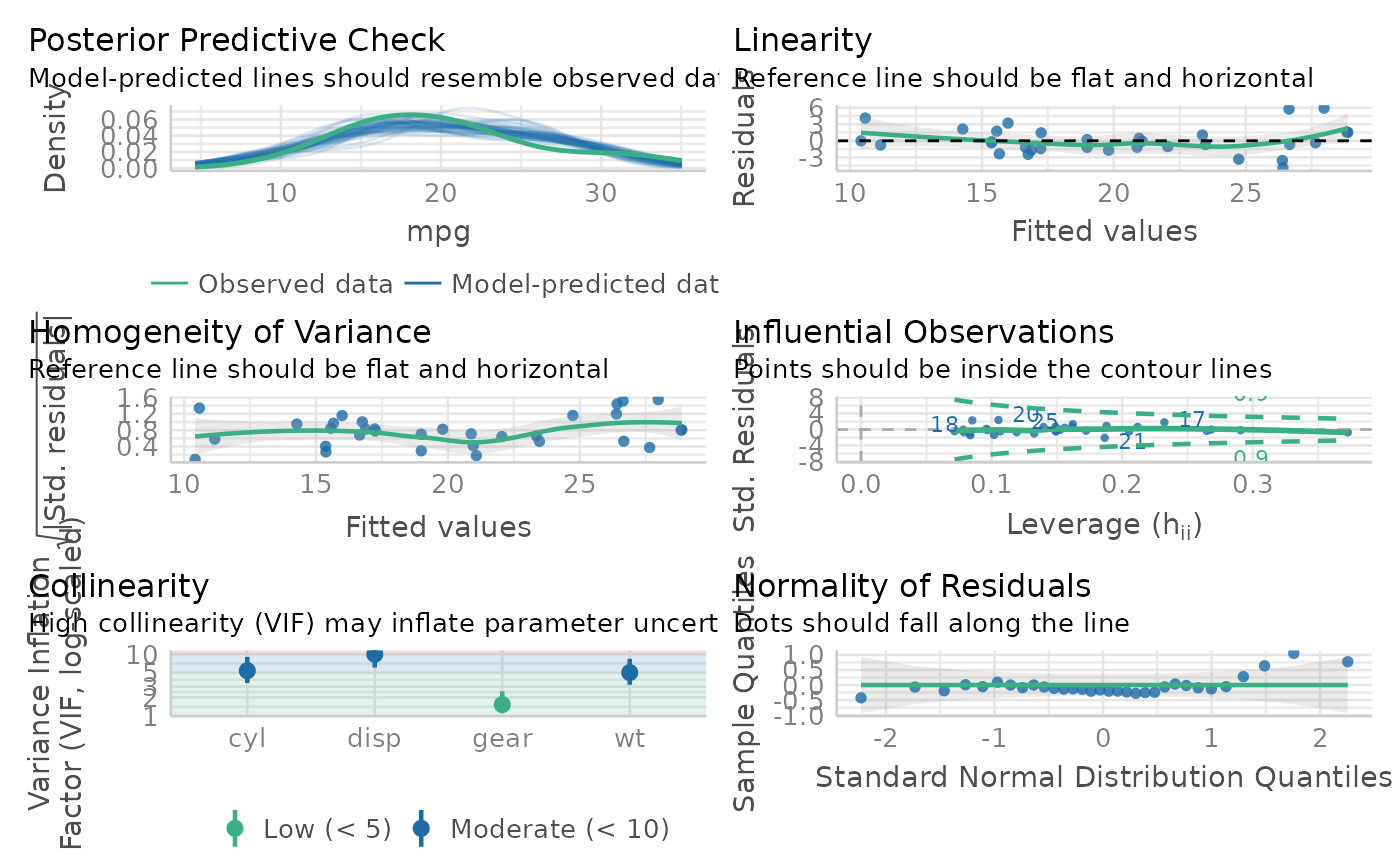 Posterior Predictive Check
Model-predicted lines should resemble observed dat
Density
0.06
0.04
0.02
0.00
10 20 30
mpg
Observed data Model-predicted dat
Linearity
Reference line should be flat and horizontal
Residuals
6
3
0
-3
10 15 20 25
Fitted values
Homogeneity of Variance
Reference line should be flat and horizontal
√|Std. residuals|
1.6
1.2
0.8
0.4
10 15 20 25
Fitted values
Influential Observations
Points should be inside the contour lines
Std. Residuals
8
4
0
-4
-8
0.9
18
20
25
17
21
0.9
0.0 0.1 0.2 0.3
Leverage (hii)
Collinearity
High collinearity (VIF) may inflate parameter uncert
Variance Inflation
Factor (VIF, log-scaled)
10
5
3
2
1
cyl disp gear wt
Low (< 5) Moderate (< 10)
Normality of Residuals
Dots should fall along the line
Sample Quantiles
1.0
0.5
0.0
-0.5
-1.0
-2 -1 0 1 2
Standard Normal Distribution Quantiles